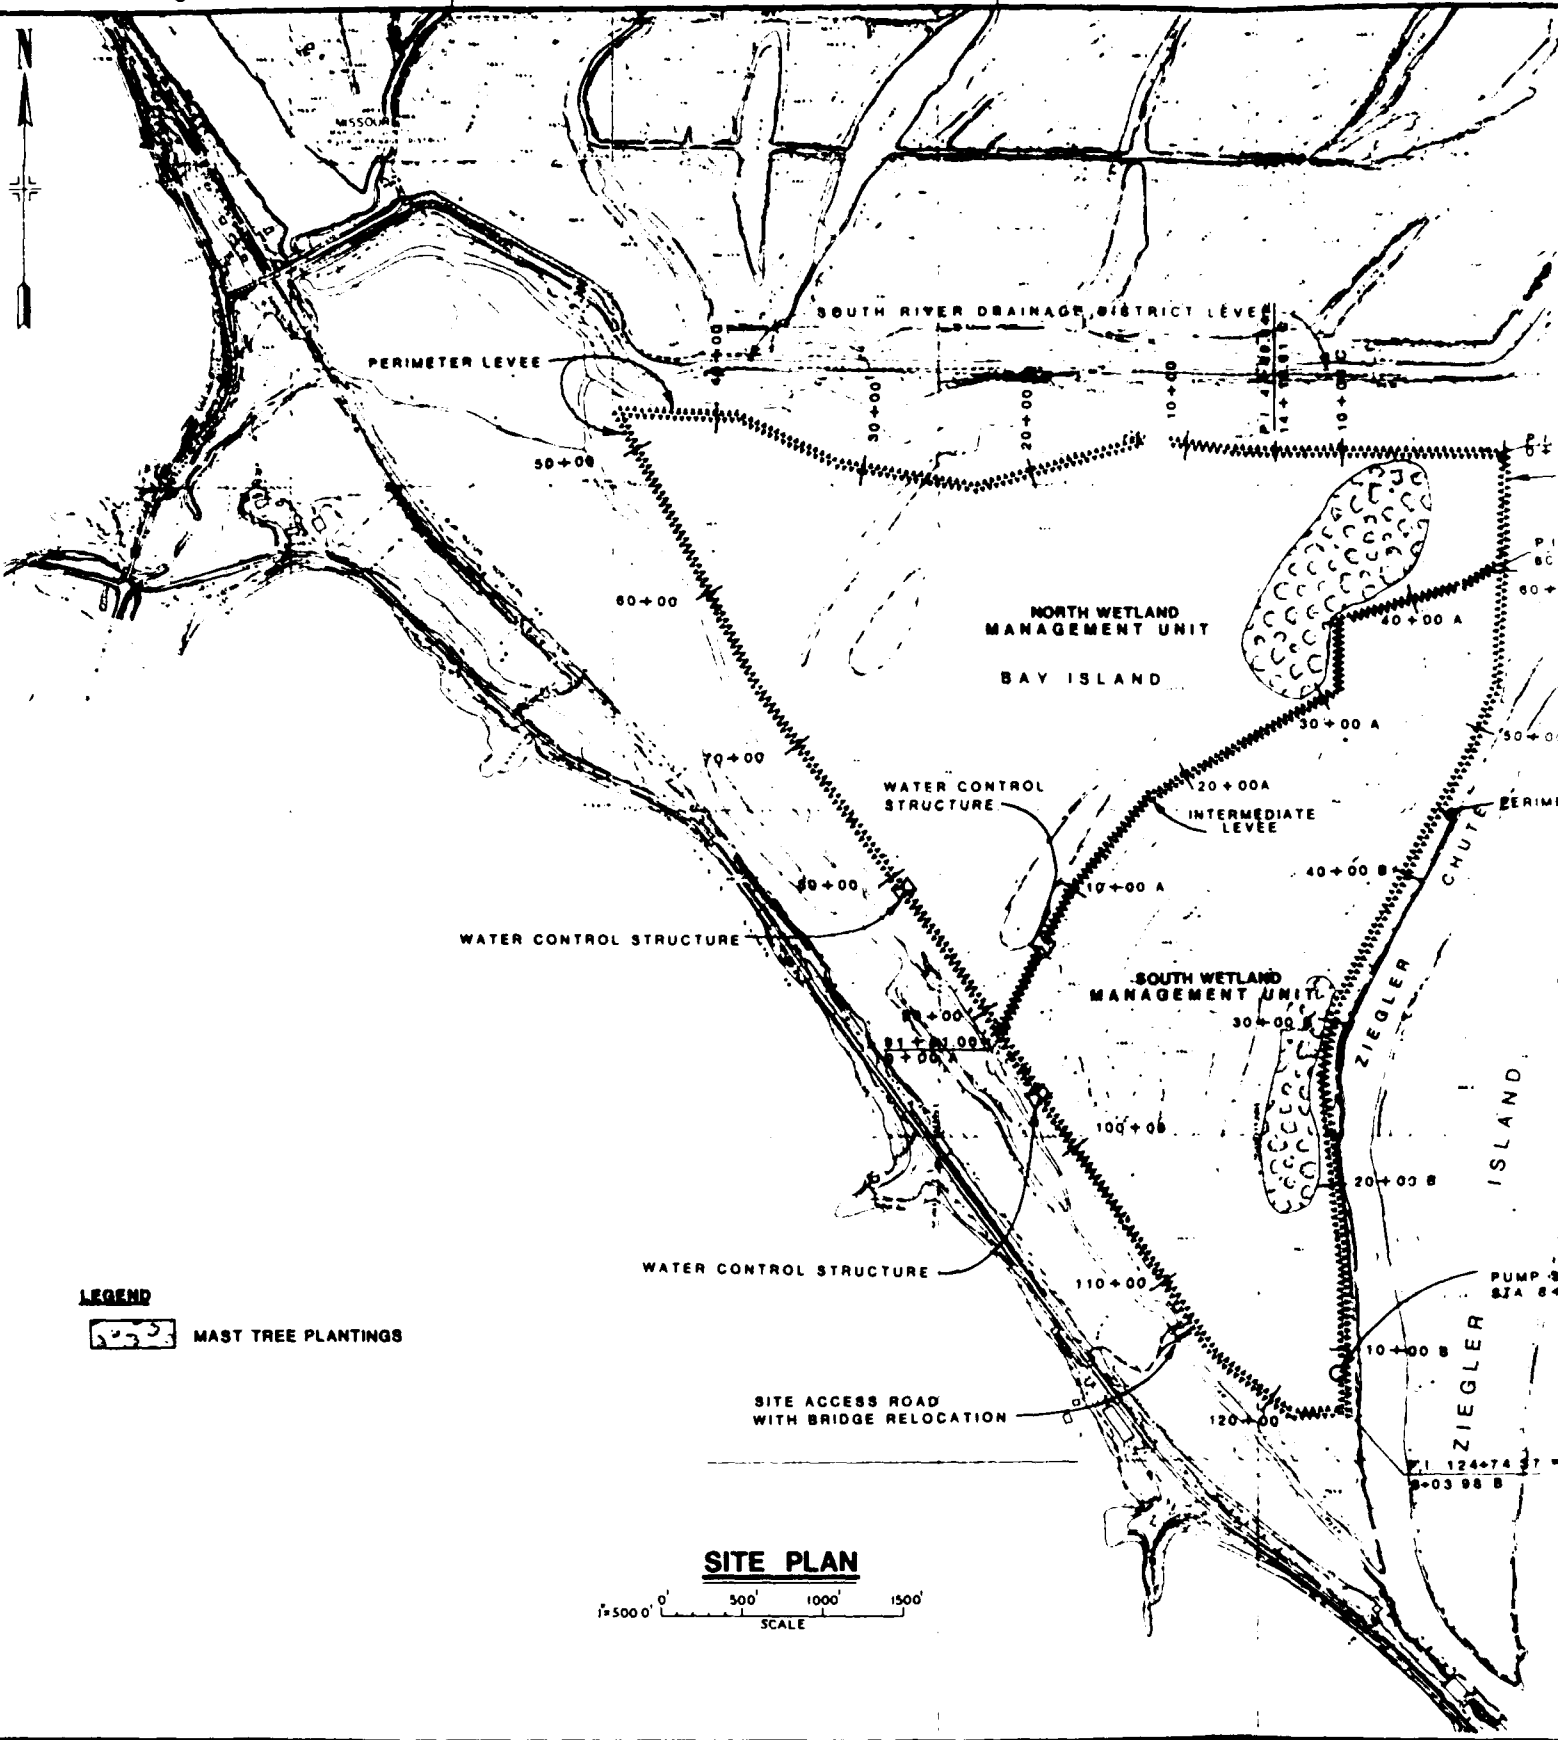 N
MISSOURI
SOUTH RIVER DRAINAGE DISTRICT LEVEE
PERIMETER LEVEE
30+00
20+00
10+00
50+00
60+00
NORTH WETLAND
MANAGEMENT UNIT
40+00 A
BAY ISLAND
30+00 A
70+00
WATER CONTROL
STRUCTURE
20+00A
INTERMEDIATE
LEVEE
CHUTE
40+00 B
10+00 A
WATER CONTROL STRUCTURE
SOUTH WETLAND
MANAGEMENT UNIT
30+00 B
ZIEGLER
ISLAND
100+00
20+00 B
WATER CONTROL STRUCTURE
110+00
LEGEND
MAST TREE PLANTINGS
10+00 B
ZIEGLER
SITE ACCESS ROAD
WITH BRIDGE RELOCATION
120+00
SITE PLAN
0' 500' 1000' 1500'
SCALE